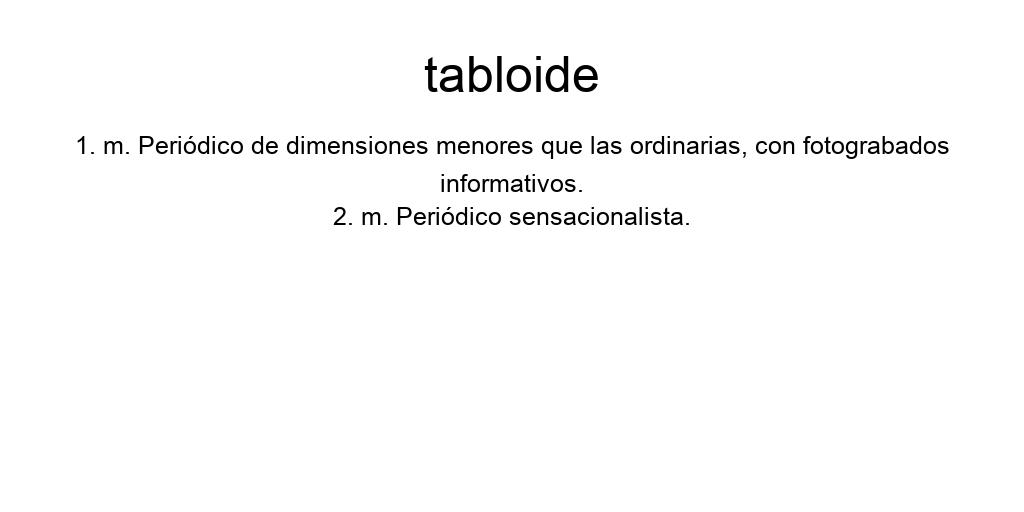 tabloide
1. m. Periódico de dimensiones menores que las ordinarias, con fotograbados
informativos.
2. m. Periódico sensacionalista.